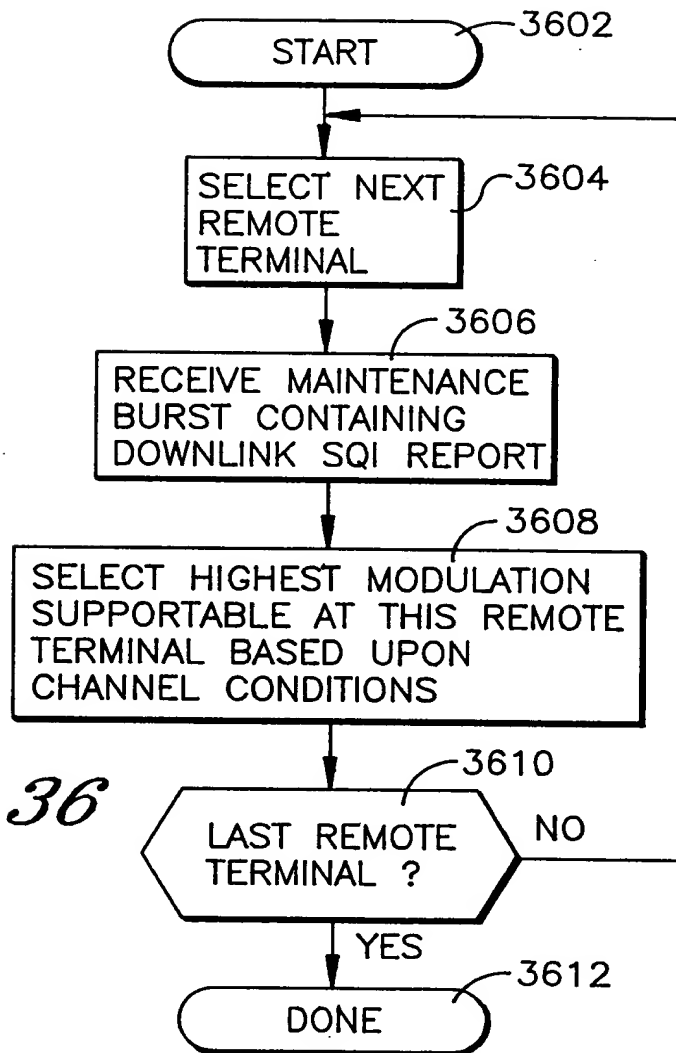 3602
START
3604
SELECT NEXT
REMOTE
TERMINAL
3606
RECEIVE MAINTENANCE
BURST CONTAINING
DOWNLINK SQI REPORT
3608
SELECT HIGHEST MODULATION
SUPPORTABLE AT THIS REMOTE
TERMINAL BASED UPON
CHANNEL CONDITIONS
36
3610
LAST REMOTE
TERMINAL ?
NO
YES
3612
DONE